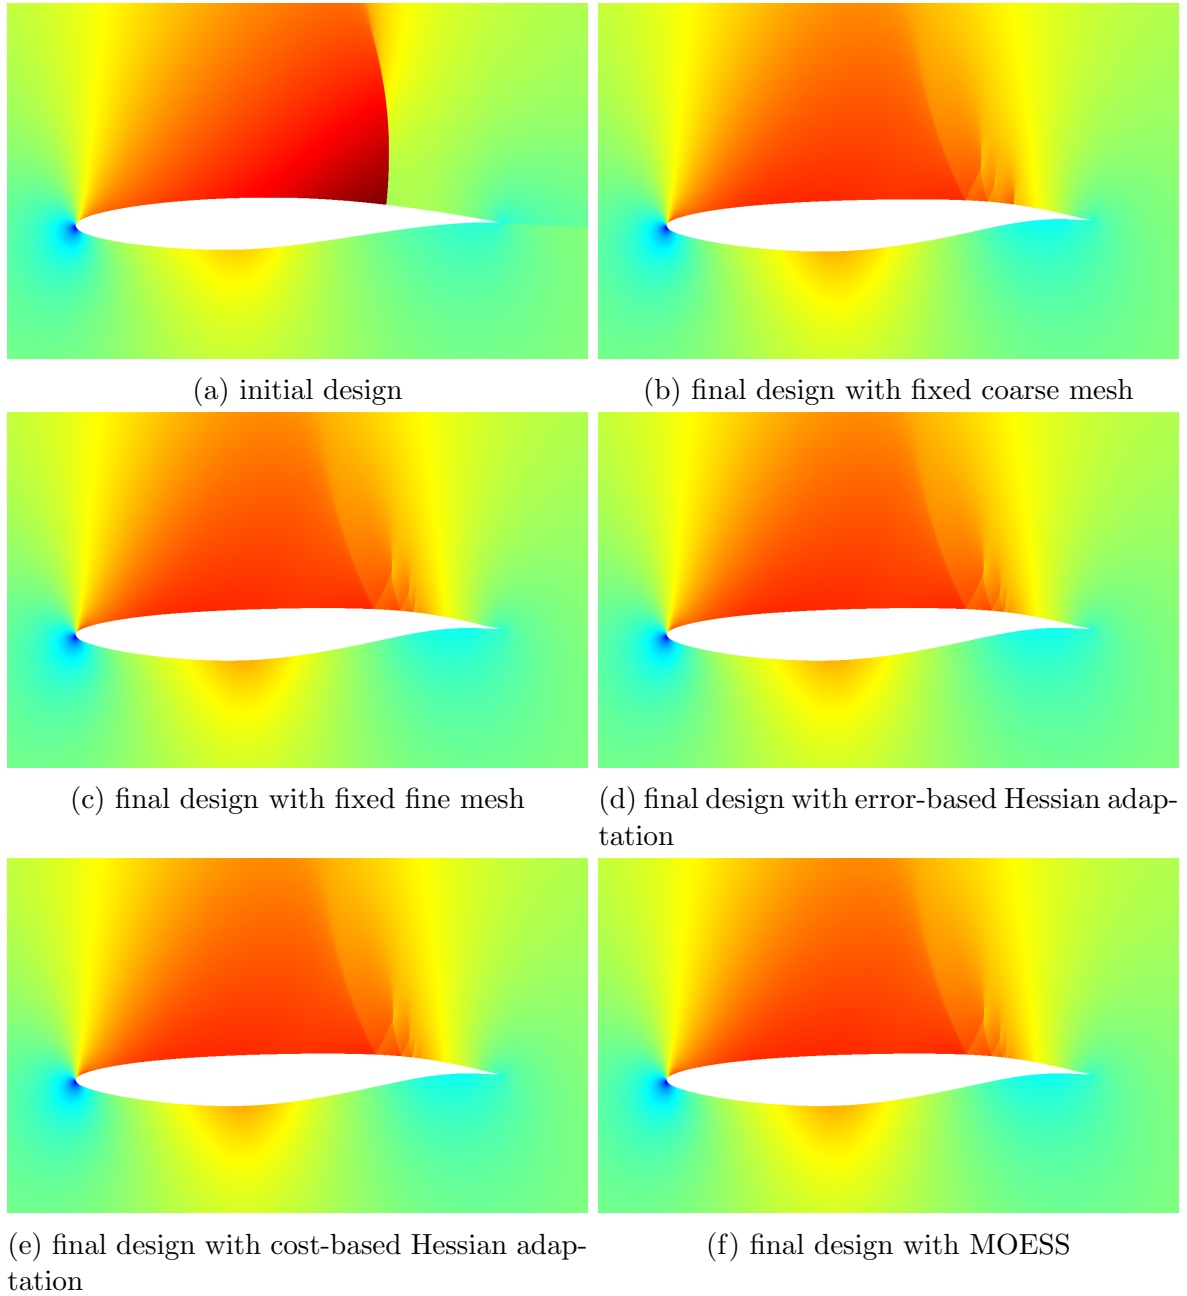 (a) initial design
(b) final design with fixed coarse mesh
(c) final design with fixed fine mesh
(d) final design with error-based Hessian adap-
tation
(e) final design with cost-based Hessian adap-
tation
(f) final design with MOESS